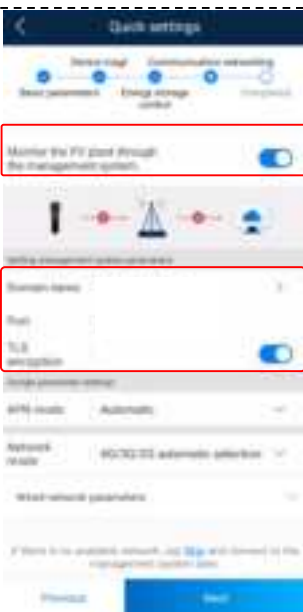 Quick settings
Device usage Communication networking
Basic parameters Energy storage Completed
control
Monitor the PV plant through
the management system
Setting management system parameters
Domain name
Port
TLS
encryption
Dongle parameter settings
APN mode Automatic
Network
mode 4G/3G/2G automatic selection
Wired network parameters
If there is no available network, tap Skip and connect to the
management system later.
Previous Next